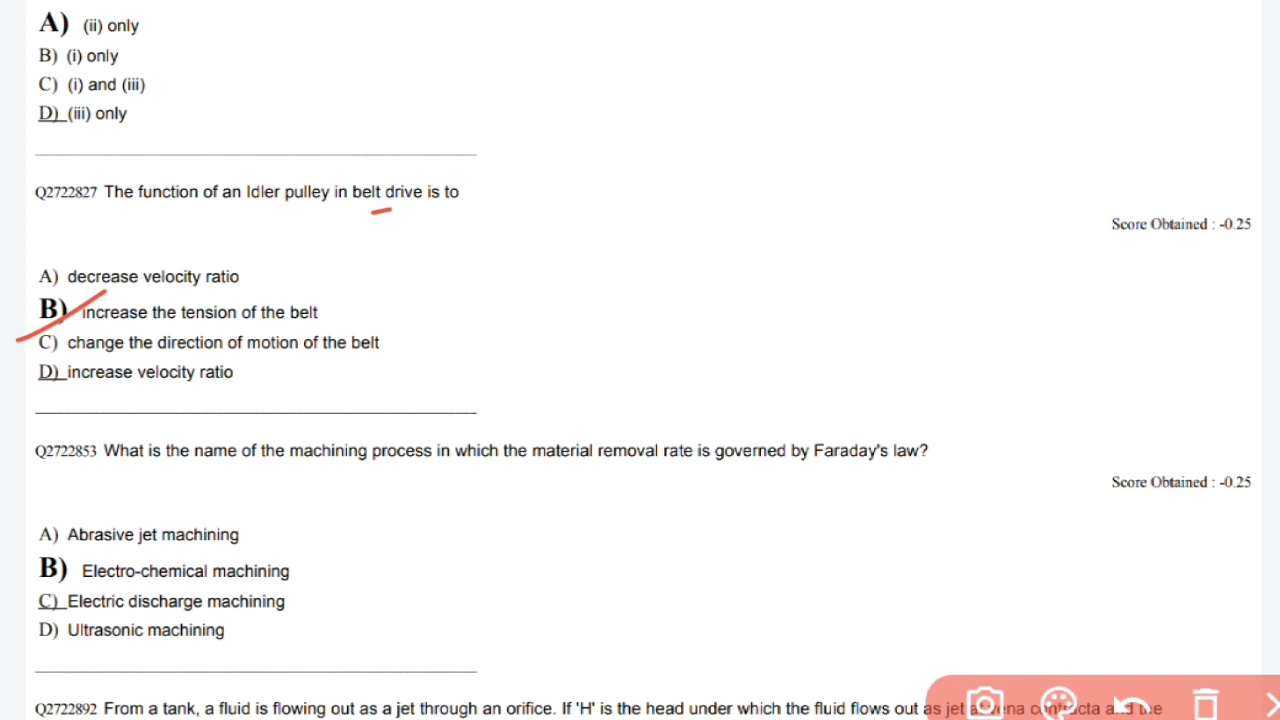 A) (ii) only
B) (i) only
C) (i) and (iii)
D) (iii) only
Q2722827 The function of an Idler pulley in belt drive is to
Score Obtained : -0.25
A) decrease velocity ratio
B) increase the tension of the belt
C) change the direction of motion of the belt
D) increase velocity ratio
Q2722853 What is the name of the machining process in which the material removal rate is governed by Faraday's law?
Score Obtained : -0.25
A) Abrasive jet machining
B) Electro-chemical machining
C) Electric discharge machining
D) Ultrasonic machining
Q2722892 From a tank, a fluid is flowing out as a jet through an orifice. If 'H' is the head under which the fluid flows out as jet at vena contracta and the